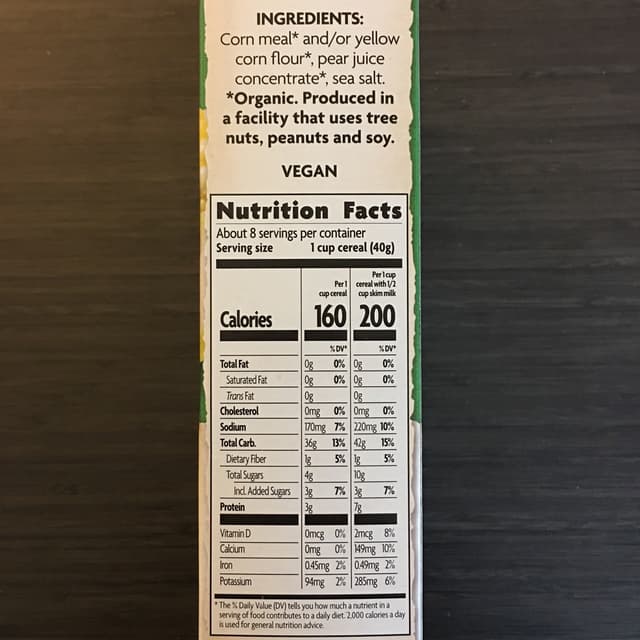 INGREDIENTS:
Corn meal* and/or yellow
corn flour*, pear juice
concentrate*, sea salt.
*Organic. Produced in
a facility that uses tree
nuts, peanuts and soy.
VEGAN
Nutrition Facts
About 8 servings per container
Serving size 1 cup cereal (40g)
Per 1 cup cereal
Per 1 cup cereal with 1/2 cup skim milk
Calories 160 200
% DV* % DV*
Total Fat 0g 0% 0g 0%
Saturated Fat 0g 0% 0g 0%
Trans Fat 0g 0g
Cholesterol 0mg 0% 0mg 0%
Sodium 170mg 7% 220mg 10%
Total Carb. 36g 13% 42g 15%
Dietary Fiber 1g 5% 1g 5%
Total Sugars 4g 10g
Incl. Added Sugars 3g 7% 3g 7%
Protein 3g 7g
Vitamin D 0mcg 0% 2mcg 8%
Calcium 0mg 0% 149mg 10%
Iron 0.45mg 2% 0.49mg 2%
Potassium 94mg 2% 285mg 6%
* The % Daily Value (DV) tells you how much a nutrient in a
serving of food contributes to a daily diet. 2,000 calories a day
is used for general nutrition advice.